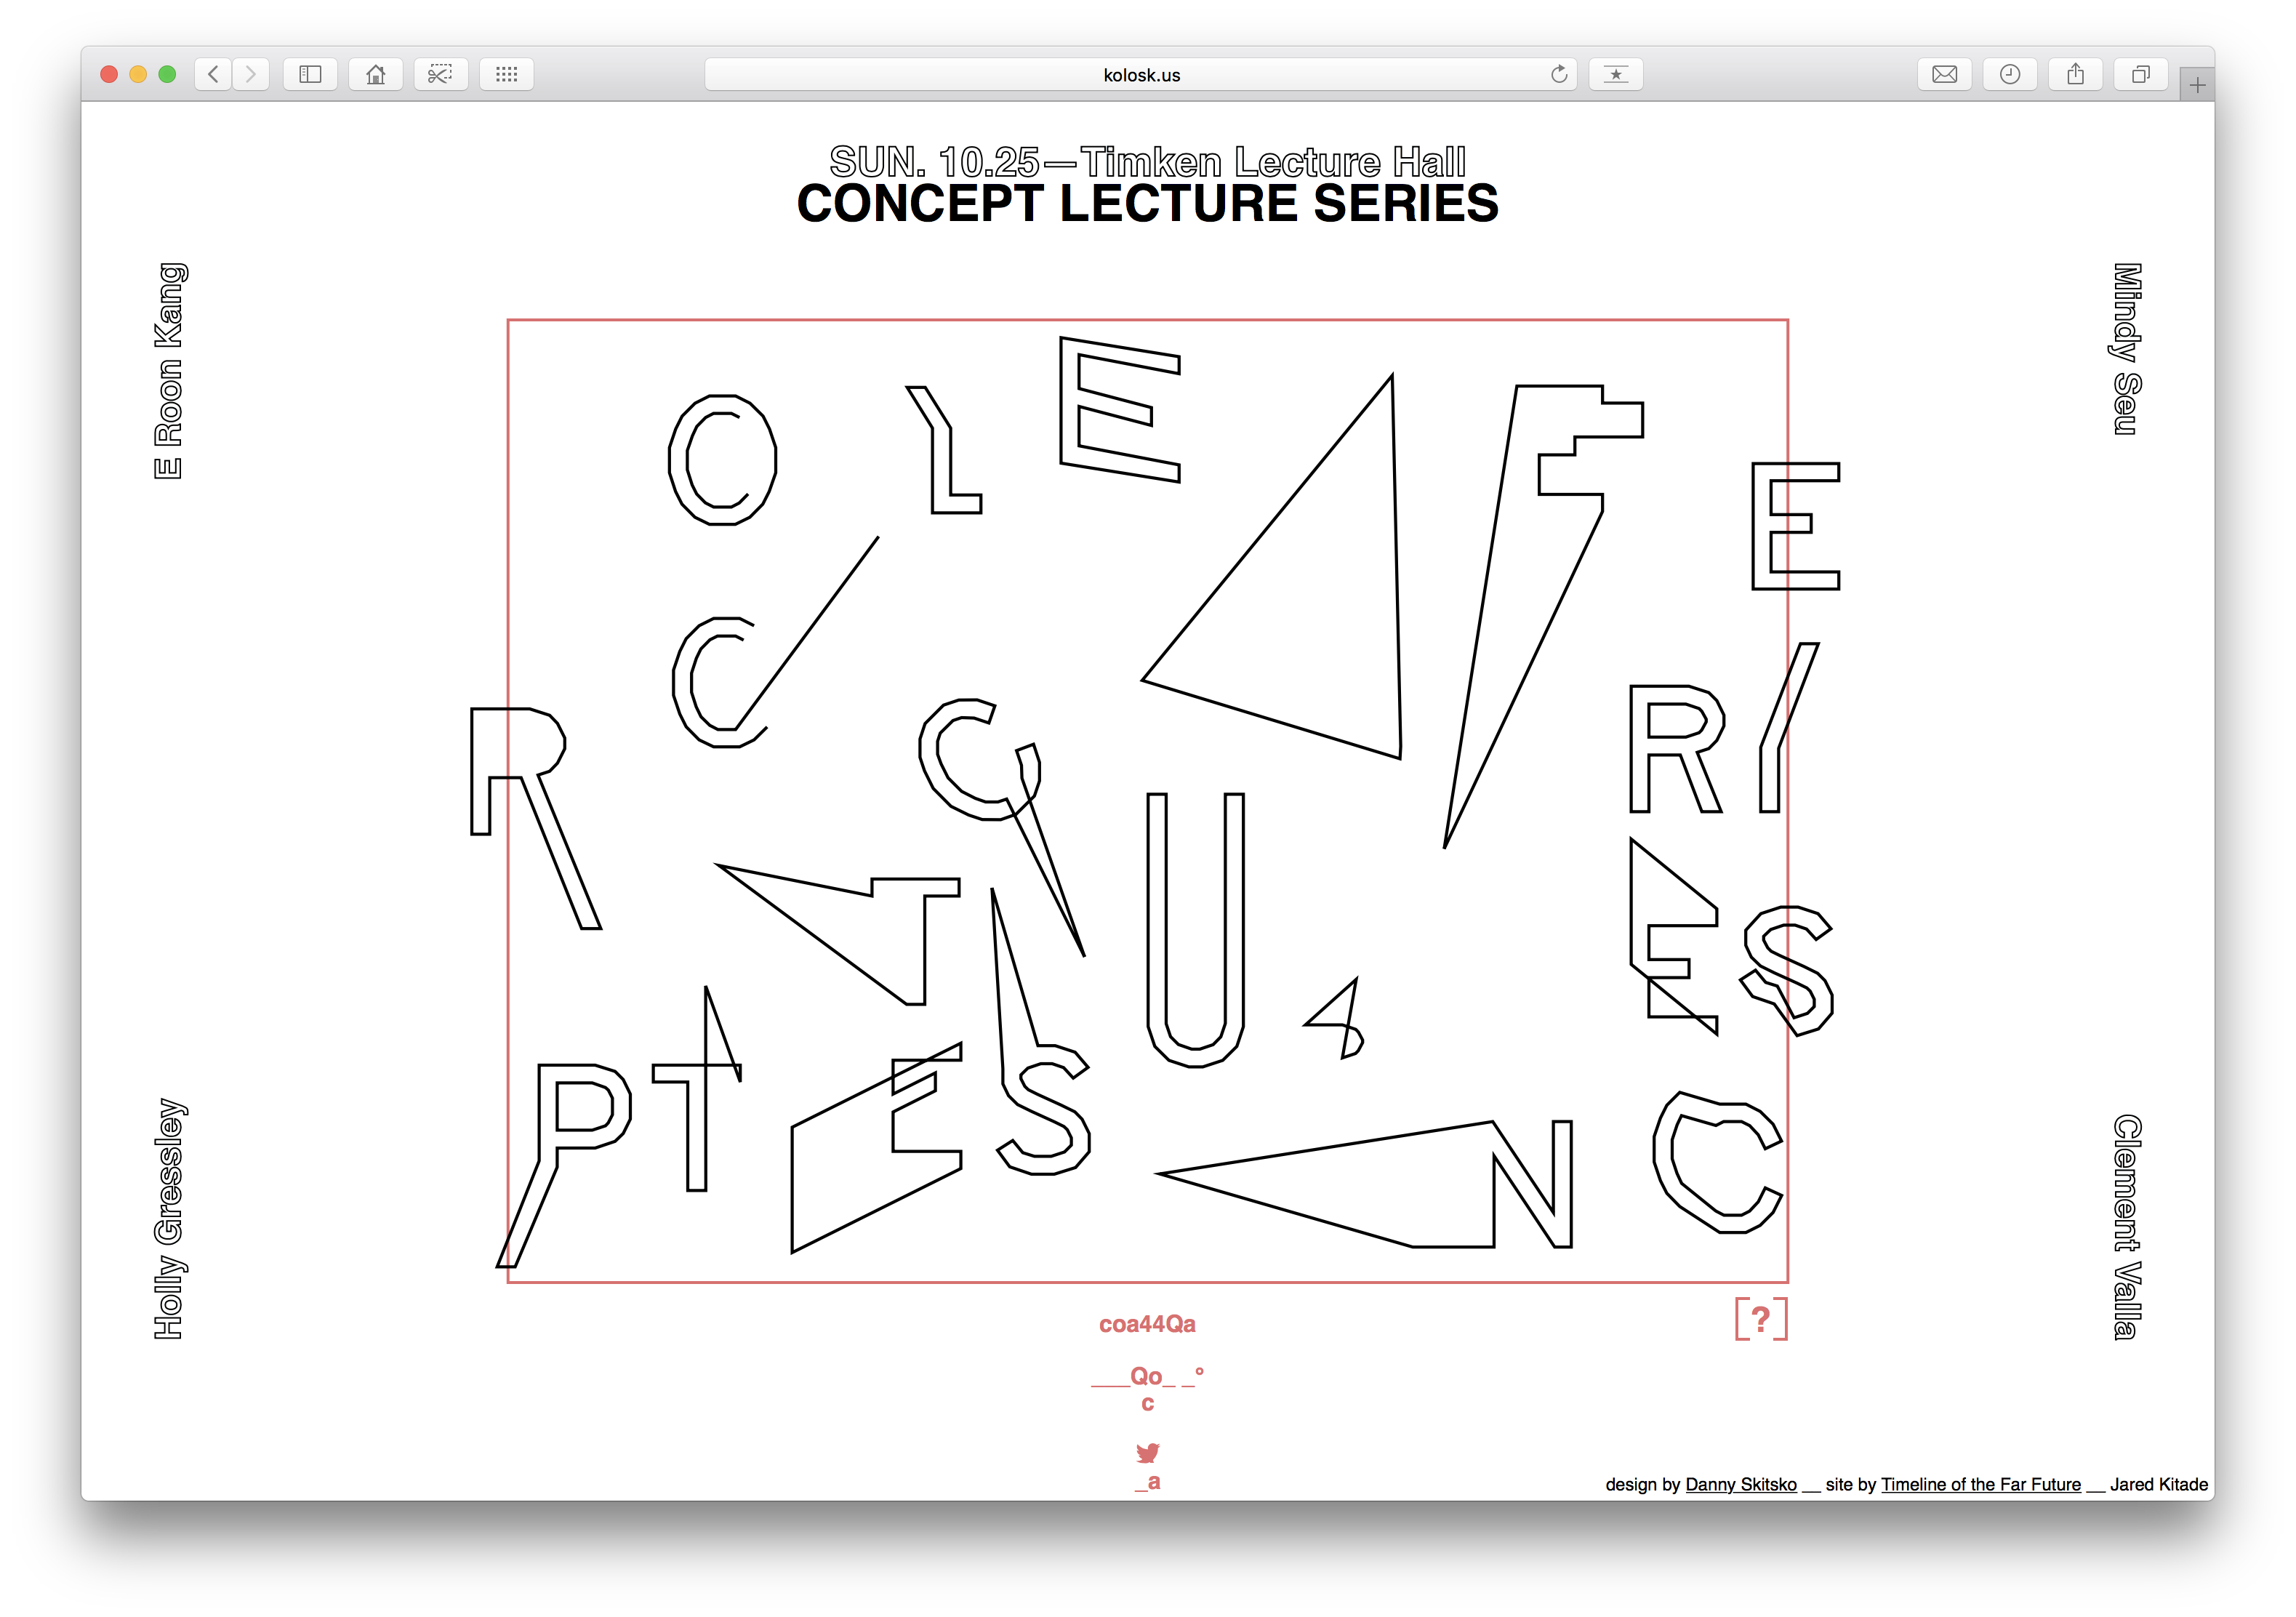 kolosk.us
SUN. 10.25—Timken Lecture Hall
CONCEPT LECTURE SERIES
E Roon Kang
Mindy Seu
Holly Gressley
Clement Valla
O L E F E
C R I
R C
T U
E S
P T E S N C
coa44Qa
[?]
___Qo_ _°
c
_a
design by Danny Skitsko __ site by Timeline of the Far Future __ Jared Kitade